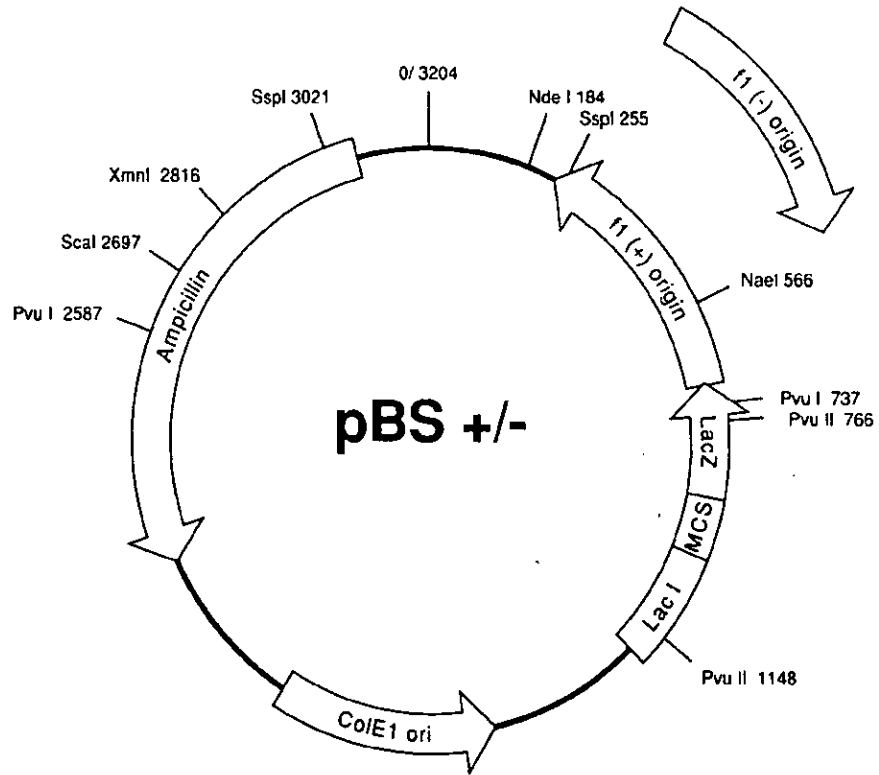 f1 (-) origin
0/ 3204
SspI 3021
Nde I 184
SspI 255
XmnI 2816
ScaI 2697
f1 (+) origin
NaeI 566
Pvu I 2587
Ampicillin
pBS +/-
Pvu I 737
Pvu II 766
LacZ
MCS
Lac I
Pvu II 1148
ColE1 ori